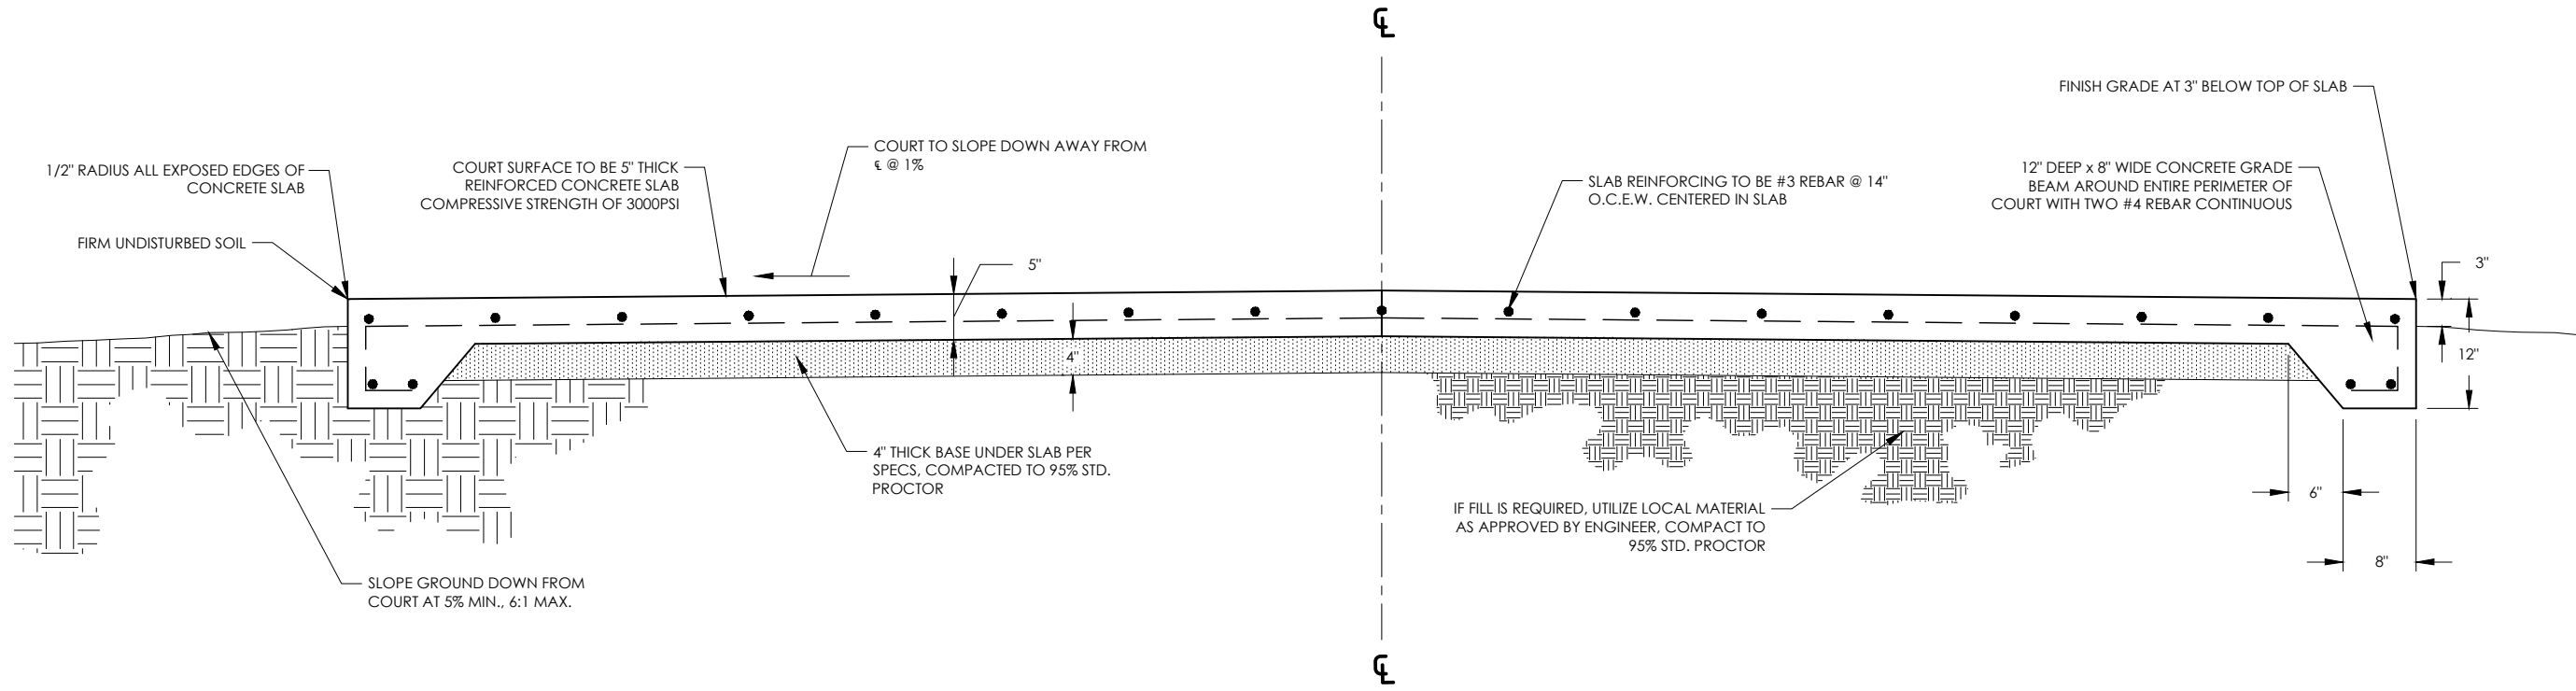 ℄
FINISH GRADE AT 3" BELOW TOP OF SLAB
COURT TO SLOPE DOWN AWAY FROM
℄ @ 1%
1/2" RADIUS ALL EXPOSED EDGES OF
CONCRETE SLAB
COURT SURFACE TO BE 5" THICK
REINFORCED CONCRETE SLAB
COMPRESSIVE STRENGTH OF 3000PSI
SLAB REINFORCING TO BE #3 REBAR @ 14"
O.C.E.W. CENTERED IN SLAB
12" DEEP x 8" WIDE CONCRETE GRADE
BEAM AROUND ENTIRE PERIMETER OF
COURT WITH TWO #4 REBAR CONTINUOUS
FIRM UNDISTURBED SOIL
5"
3"
4"
12"
4" THICK BASE UNDER SLAB PER
SPECS, COMPACTED TO 95% STD.
PROCTOR
6"
IF FILL IS REQUIRED, UTILIZE LOCAL MATERIAL
AS APPROVED BY ENGINEER, COMPACT TO
95% STD. PROCTOR
8"
SLOPE GROUND DOWN FROM
COURT AT 5% MIN., 6:1 MAX.
℄